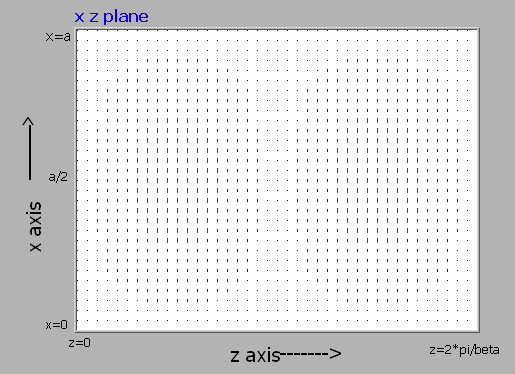 x z plane
x=a
a/2
x axis
x=0
z=0
z axis------->
z=2*pi/beta